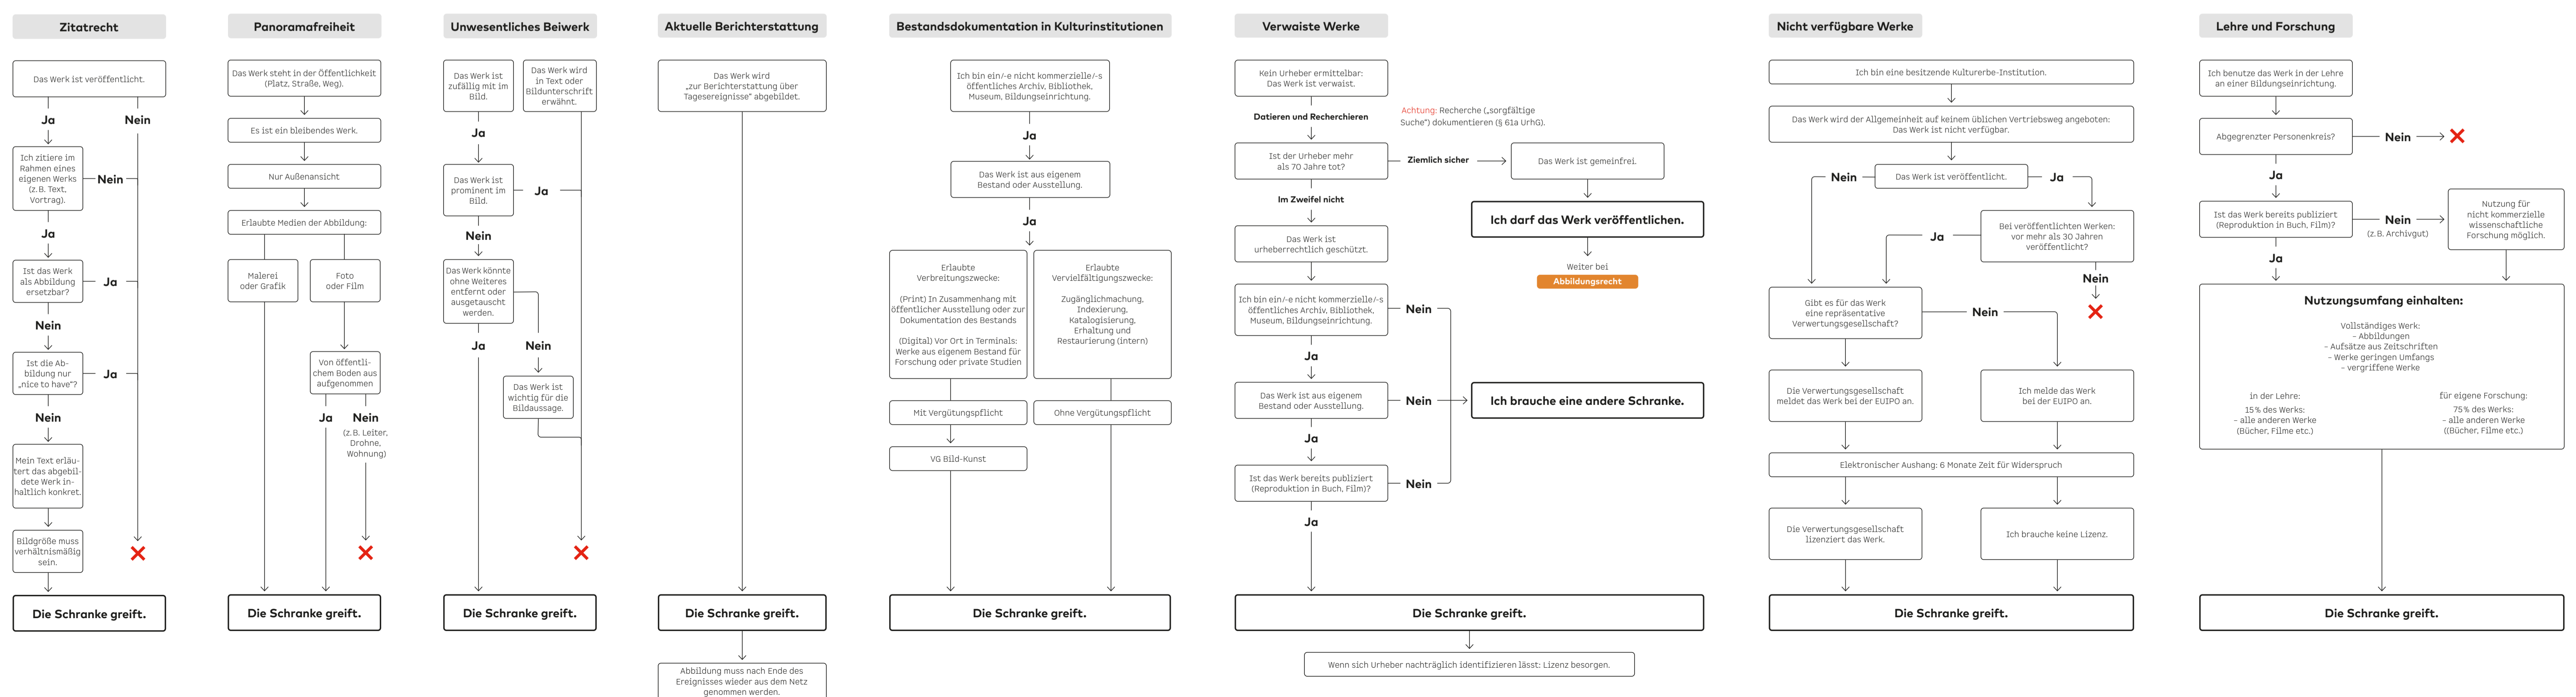 Zitatrecht
Das Werk ist veröffentlicht.
Ja
Nein
Ich zitiere im
Rahmen eines
eigenen Werks
(z. B. Text,
Vortrag).
Nein
Ja
Ist das Werk
als Abbildung
ersetzbar?
Ja
Nein
Ist die Ab-
bildung nur
„nice to have“?
Ja
Nein
Mein Text erläu-
tert das abgebil-
dete Werk in-
haltlich konkret.
Bildgröße muss
verhältnismäßig
sein.
Die Schranke greift.
Panoramafreiheit
Das Werk steht in der Öffentlichkeit
(Platz, Straße, Weg).
Es ist ein bleibendes Werk.
Nur Außenansicht
Erlaubte Medien der Abbildung:
Malerei
oder Grafik
Foto
oder Film
Von öffentli-
chem Boden aus
aufgenommen
Ja
Nein
(z. B. Leiter,
Drohne,
Wohnung)
Die Schranke greift.
Unwesentliches Beiwerk
Das Werk ist
zufällig mit im
Bild.
Das Werk wird
in Text oder
Bildunterschrift
erwähnt.
Ja
Das Werk ist
prominent im
Bild.
Ja
Nein
Das Werk könnte
ohne Weiteres
entfernt oder
ausgetauscht
werden.
Ja
Nein
Das Werk ist
wichtig für die
Bildaussage.
Die Schranke greift.
Aktuelle Berichterstattung
Das Werk wird
„zur Berichterstattung über
Tagesereignisse“ abgebildet.
Die Schranke greift.
Abbildung muss nach Ende des
Ereignisses wieder aus dem Netz
genommen werden.
Bestandsdokumentation in Kulturinstitutionen
Ich bin ein/-e nicht kommerzielle/-s
öffentliches Archiv, Bibliothek,
Museum, Bildungseinrichtung.
Ja
Das Werk ist aus eigenem
Bestand oder Ausstellung.
Ja
Erlaubte
Verbreitungszwecke:
(Print) In Zusammenhang mit
öffentlicher Ausstellung oder zur
Dokumentation des Bestands
(Digital) Vor Ort in Terminals:
Werke aus eigenem Bestand für
Forschung oder private Studien
Erlaubte
Vervielfältigungszwecke:
Zugänglichmachung,
Indexierung,
Katalogisierung,
Erhaltung und
Restaurierung (intern)
Mit Vergütungspflicht
Ohne Vergütungspflicht
VG Bild-Kunst
Die Schranke greift.
Verwaiste Werke
Kein Urheber ermittelbar:
Das Werk ist verwaist.
Datieren und Recherchieren
Achtung: Recherche („sorgfältige
Suche“) dokumentieren (§ 61a UrhG).
Ist der Urheber mehr
als 70 Jahre tot?
Ziemlich sicher
Das Werk ist gemeinfrei.
Im Zweifel nicht
Ich darf das Werk veröffentlichen.
Weiter bei
Abbildungsrecht
Das Werk ist
urheberrechtlich geschützt.
Ich bin ein/-e nicht kommerzielle/-s
öffentliches Archiv, Bibliothek,
Museum, Bildungseinrichtung.
Nein
Ja
Das Werk ist aus eigenem
Bestand oder Ausstellung.
Nein
Ich brauche eine andere Schranke.
Ja
Ist das Werk bereits publiziert
(Reproduktion in Buch, Film)?
Nein
Ja
Die Schranke greift.
Wenn sich Urheber nachträglich identifizieren lässt: Lizenz besorgen.
Nicht verfügbare Werke
Ich bin eine besitzende Kulturerbe-Institution.
Das Werk wird der Allgemeinheit auf keinem üblichen Vertriebsweg angeboten:
Das Werk ist nicht verfügbar.
Nein
Das Werk ist veröffentlicht.
Ja
Bei veröffentlichten Werken:
vor mehr als 30 Jahren
veröffentlicht?
Ja
Nein
Gibt es für das Werk
eine repräsentative
Verwertungsgesellschaft?
Nein
Die Verwertungsgesellschaft
meldet das Werk bei der EUIPO an.
Ich melde das Werk
bei der EUIPO an.
Elektronischer Aushang: 6 Monate Zeit für Widerspruch
Die Verwertungsgesellschaft
lizenziert das Werk.
Ich brauche keine Lizenz.
Die Schranke greift.
Lehre und Forschung
Ich benutze das Werk in der Lehre
an einer Bildungseinrichtung.
Abgegrenzter Personenkreis?
Nein
Ja
Ist das Werk bereits publiziert
(Reproduktion in Buch, Film)?
Nein
(z. B. Archivgut)
Nutzung für
nicht kommerzielle
wissenschaftliche
Forschung möglich.
Ja
Nutzungsumfang einhalten:
Vollständiges Werk:
– Abbildungen
– Aufsätze aus Zeitschriften
– Werke geringen Umfangs
– vergriffene Werke
in der Lehre:
15 % des Werks:
– alle anderen Werke
(Bücher, Filme etc.)
für eigene Forschung:
75 % des Werks:
– alle anderen Werke
((Bücher, Filme etc.)
Die Schranke greift.